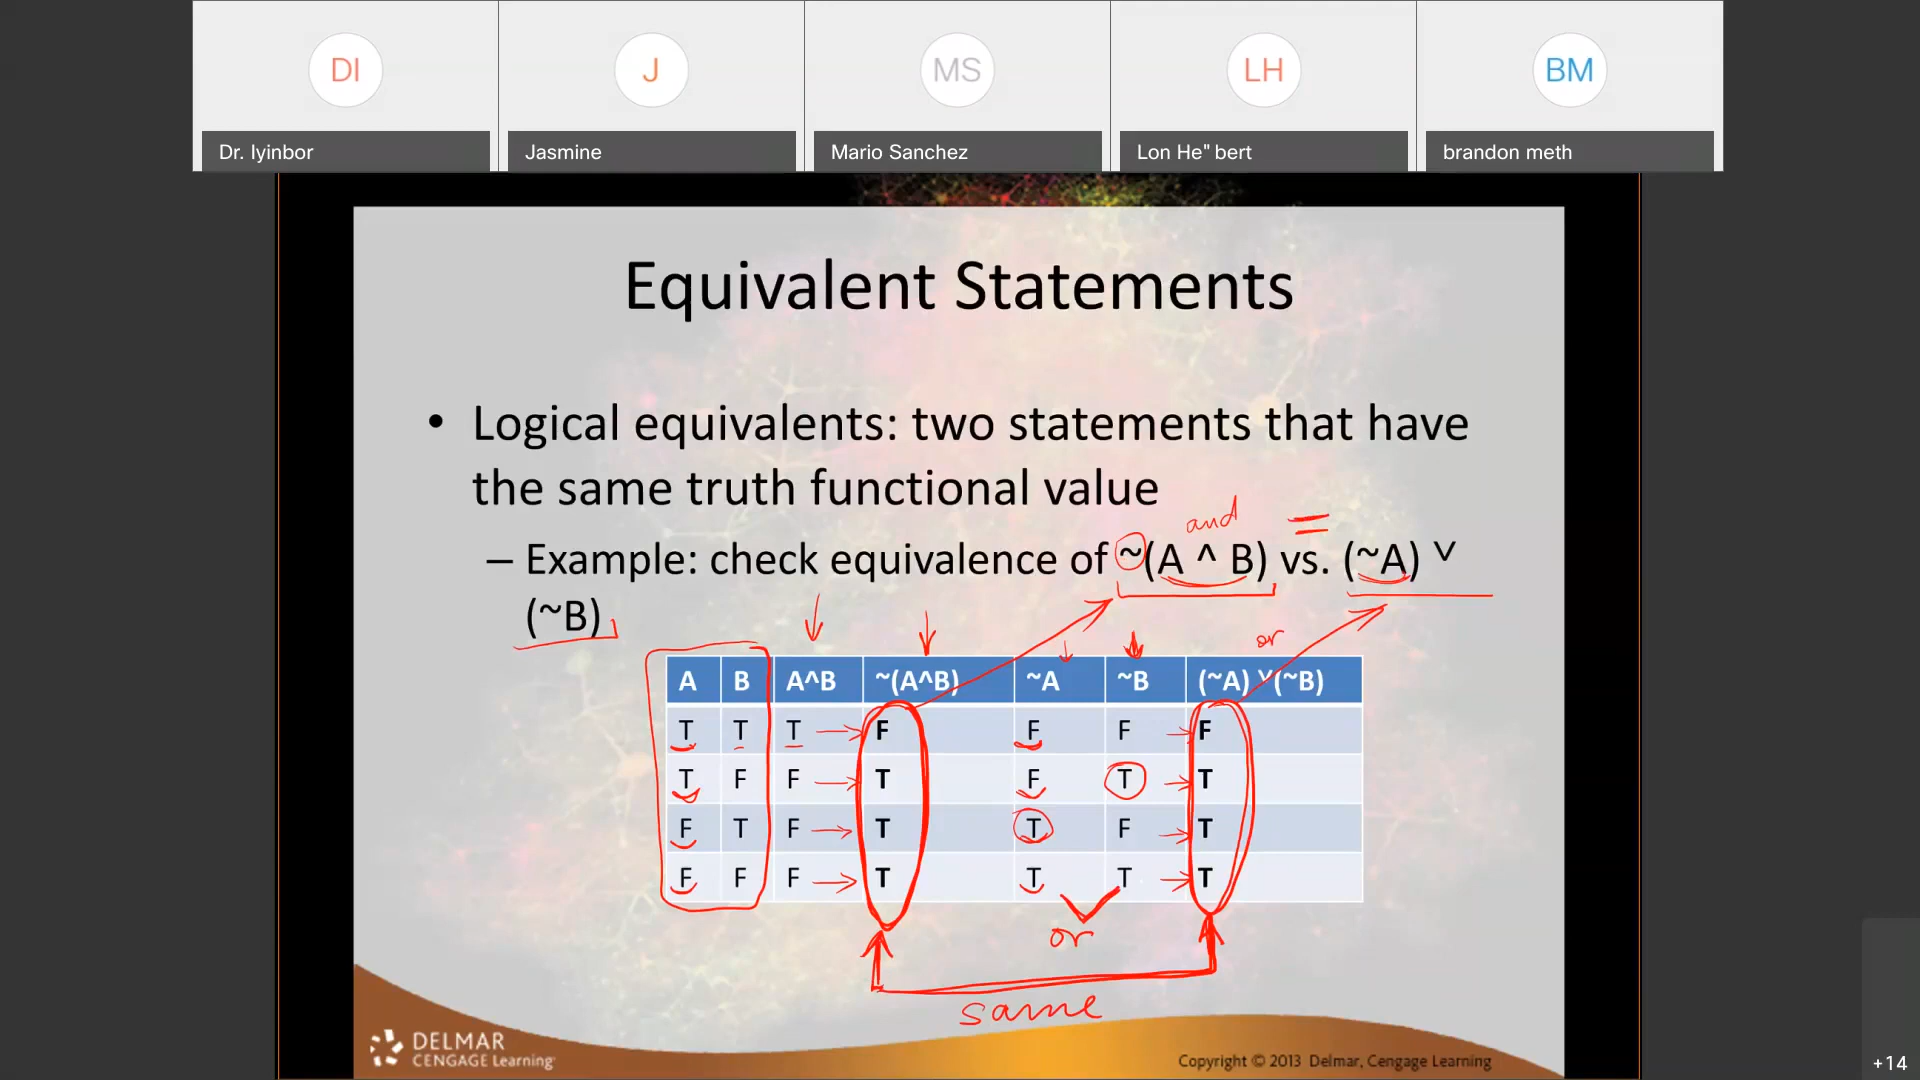 DI
J
MS
LH
BM
Dr. Iyinbor
Jasmine
Mario Sanchez
Lon He" bert
brandon meth
Equivalent Statements
• Logical equivalents: two statements that have
the same truth functional value
and =
– Example: check equivalence of ~(A ^ B) vs. (~A) ˅
(~B)
or
A B A^B ~(A^B) ~A ~B (~A) ˅(~B)
T T T F F F F
T F F T F T T
F T F T T F T
F F F T T T T
or
same
DELMAR
CENGAGE Learning
Copyright © 2013 Delmar, Cengage Learning
+14